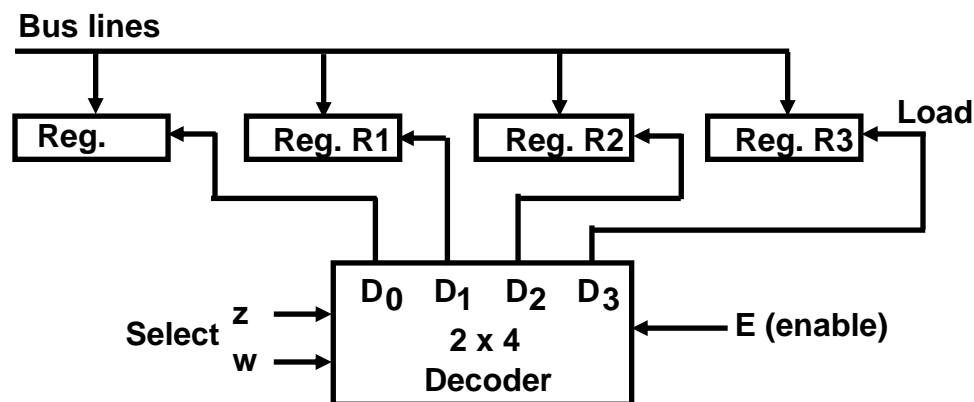 Bus lines
Load
Reg.
Reg. R1
Reg. R2
Reg. R3
D0 D1 D2 D3
Select
z
w
2 x 4
Decoder
E (enable)